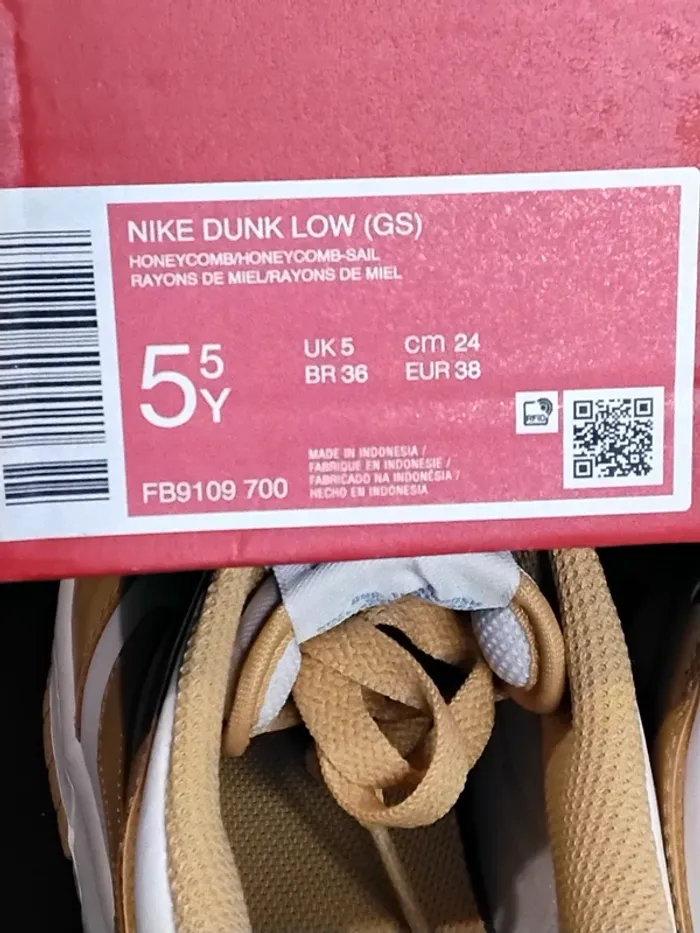 NIKE DUNK LOW (GS)
HONEYCOMB/HONEYCOMB-SAIL
RAYONS DE MIEL/RAYONS DE MIEL
5 5 Y
UK 5 cm 24
BR 36 EUR 38
RFID
FB9109 700
MADE IN INDONESIA /
FABRIQUE EN INDONESIE /
FABRICADO NA INDONÉSIA /
HECHO EN INDONESIA